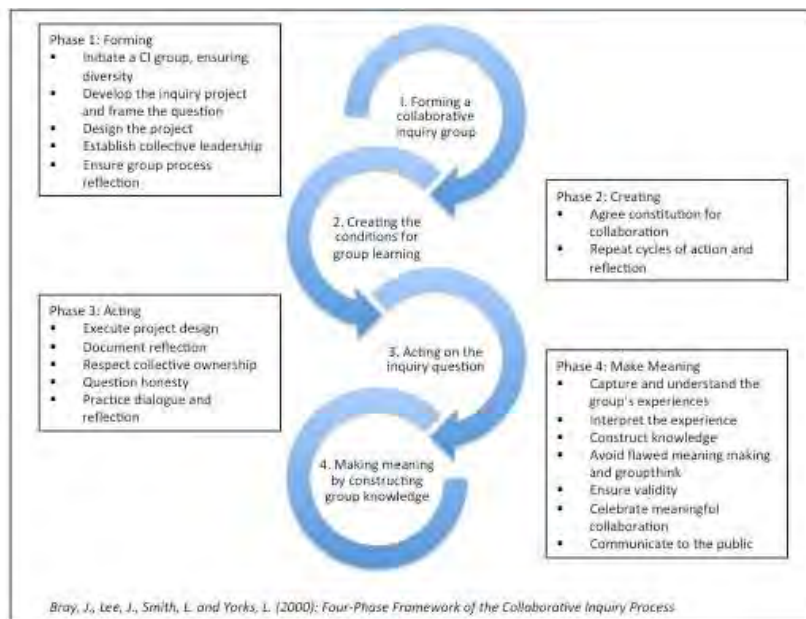 Phase 1: Forming
▪ Initiate a CI group, ensuring
diversity
▪ Develop the inquiry project
and frame the question
▪ Design the project
▪ Establish collective leadership
▪ Ensure group process
reflection
1. Forming a
collaborative
inquiry group
2. Creating the
conditions for
group learning
Phase 2: Creating
▪ Agree constitution for
collaboration
▪ Repeat cycles of action and
reflection
Phase 3: Acting
▪ Execute project design
▪ Document reflection
▪ Respect collective ownership
▪ Question honesty
▪ Practice dialogue and
reflection
3. Acting on the
inquiry question
Phase 4: Make Meaning
▪ Capture and understand the
group's experiences
▪ Interpret the experience
▪ Construct knowledge
▪ Avoid flawed meaning making
and groupthink
▪ Ensure validity
▪ Celebrate meaningful
collaboration
▪ Communicate to the public
4. Making meaning
by constructing
group knowledge
Bray, J., Lee, J., Smith, L. and Yorks, L. (2000): Four-Phase Framework of the Collaborative Inquiry Process